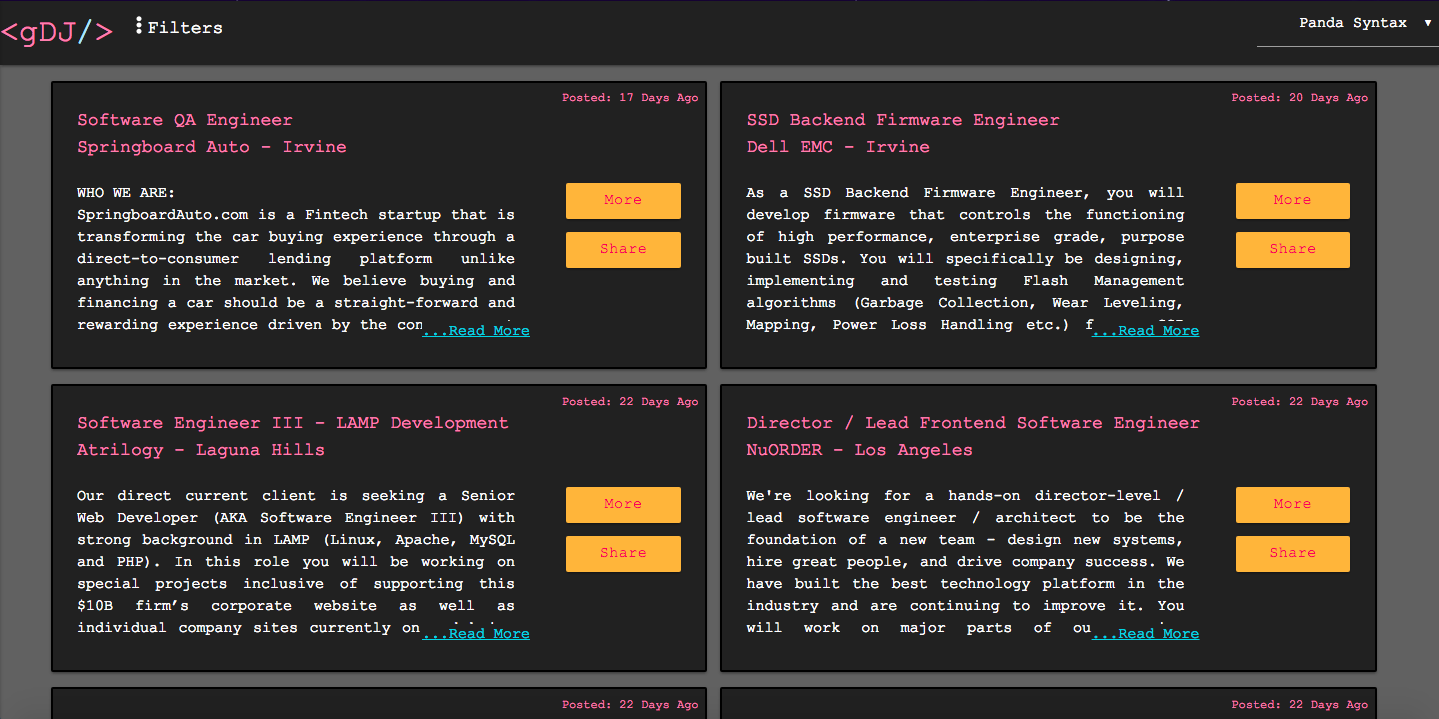 <gDJ/>
Filters
Panda Syntax
Posted: 17 Days Ago
Software QA Engineer
Springboard Auto - Irvine
WHO WE ARE:
SpringboardAuto.com is a Fintech startup that is
transforming the car buying experience through a
direct-to-consumer lending platform unlike
anything in the market. We believe buying and
financing a car should be a straight-forward and
rewarding experience driven by the con
...Read More
More
Share
Posted: 20 Days Ago
SSD Backend Firmware Engineer
Dell EMC - Irvine
As a SSD Backend Firmware Engineer, you will
develop firmware that controls the functioning
of high performance, enterprise grade, purpose
built SSDs. You will specifically be designing,
implementing and testing Flash Management
algorithms (Garbage Collection, Wear Leveling,
Mapping, Power Loss Handling etc.) f
...Read More
More
Share
Posted: 22 Days Ago
Software Engineer III - LAMP Development
Atrilogy - Laguna Hills
Our direct current client is seeking a Senior
Web Developer (AKA Software Engineer III) with
strong background in LAMP (Linux, Apache, MySQL
and PHP). In this role you will be working on
special projects inclusive of supporting this
$10B firm’s corporate website as well as
individual company sites currently on
...Read More
More
Share
Posted: 22 Days Ago
Director / Lead Frontend Software Engineer
NuORDER - Los Angeles
We're looking for a hands-on director-level /
lead software engineer / architect to be the
foundation of a new team - design new systems,
hire great people, and drive company success. We
have built the best technology platform in the
industry and are continuing to improve it. You
will work on major parts of ou
...Read More
More
Share
Posted: 22 Days Ago
Posted: 22 Days Ago